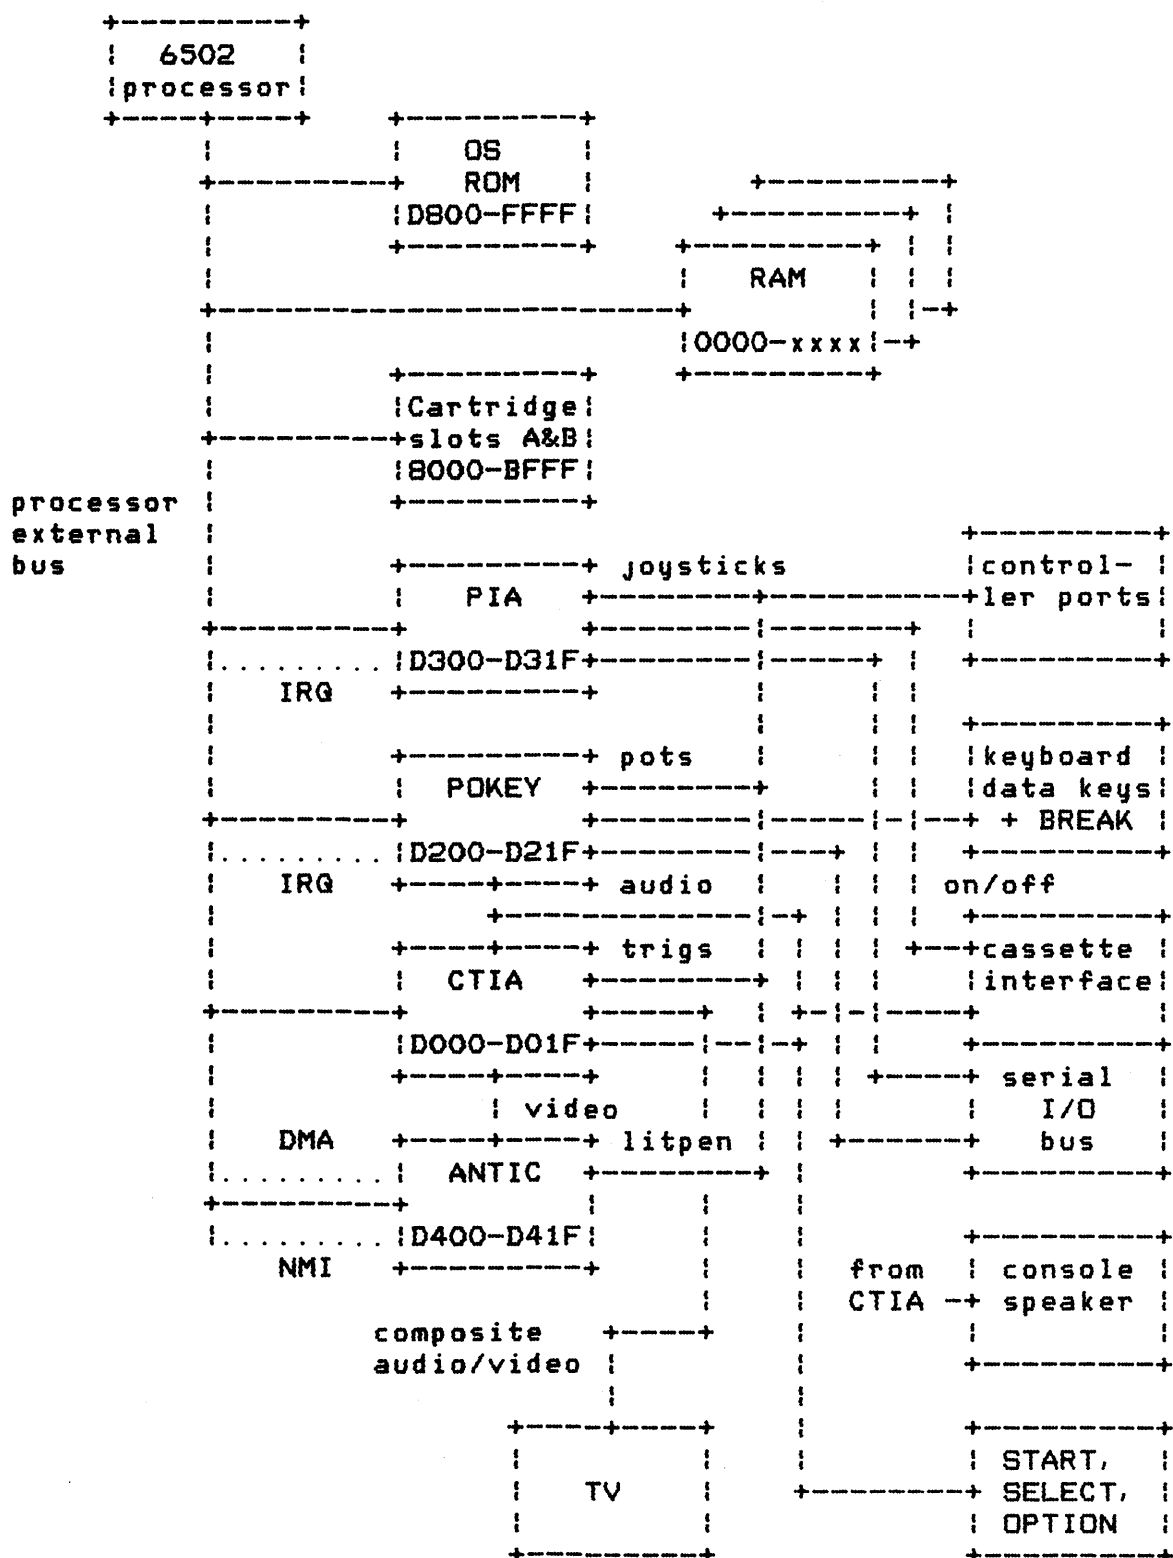 6502
processor
OS
ROM
D800-FFFF
RAM
0000-xxxx
Cartridge
slots A&B
8000-BFFF
processor
external
bus
joysticks
PIA
D300-D31F
IRQ
control-
ler ports
pots
POKEY
D200-D21F
IRQ
audio
keyboard
data keys
+ BREAK
on/off
trigs
CTIA
D000-D01F
cassette
interface
video
serial
I/O
bus
DMA
litpen
ANTIC
D400-D41F
NMI
from
CTIA
console
speaker
composite
audio/video
TV
START,
SELECT,
OPTION